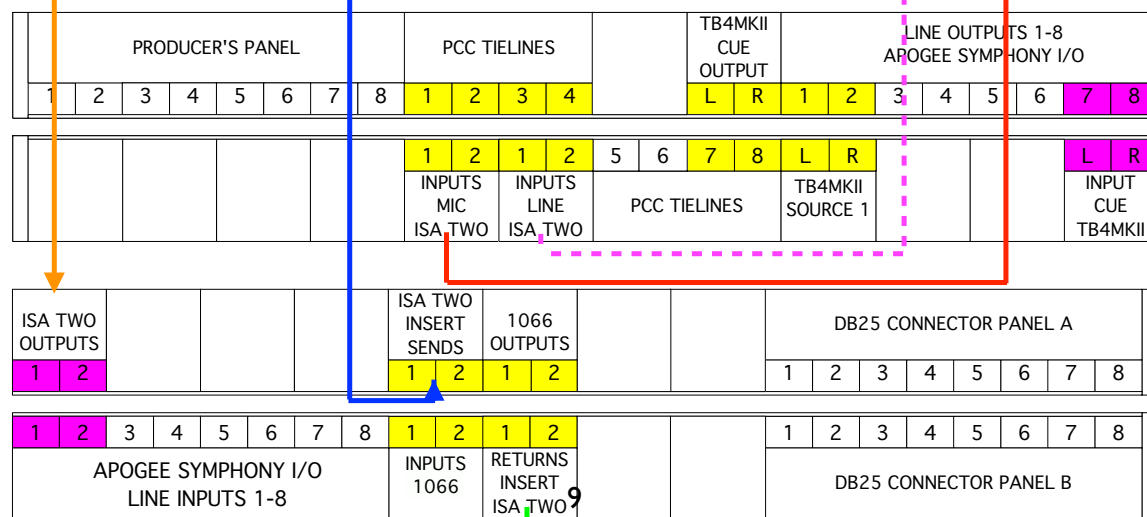 PRODUCER'S PANEL
PCC TIELINES
TB4MKII
CUE
OUTPUT
LINE OUTPUTS 1-8
APOGEE SYMPHONY I/O
1 2 3 4 5 6 7 8 1 2 3 4 L R 1 2 3 4 5 6 7 8
1 2 1 2 5 6 7 8 L R L R
INPUTS
MIC
ISA TWO
INPUTS
LINE
ISA TWO
PCC TIELINES
TB4MKII
SOURCE 1
INPUT
CUE
TB4MKII
ISA TWO
OUTPUTS
ISA TWO
INSERT
SENDS
1066
OUTPUTS
DB25 CONNECTOR PANEL A
1 2 1 2 1 2 1 2 3 4 5 6 7 8
1 2 3 4 5 6 7 8 1 2 1 2 1 2 3 4 5 6 7 8
APOGEE SYMPHONY I/O
LINE INPUTS 1-8
INPUTS
1066
RETURNS
INSERT
ISA TWO
DB25 CONNECTOR PANEL B
9